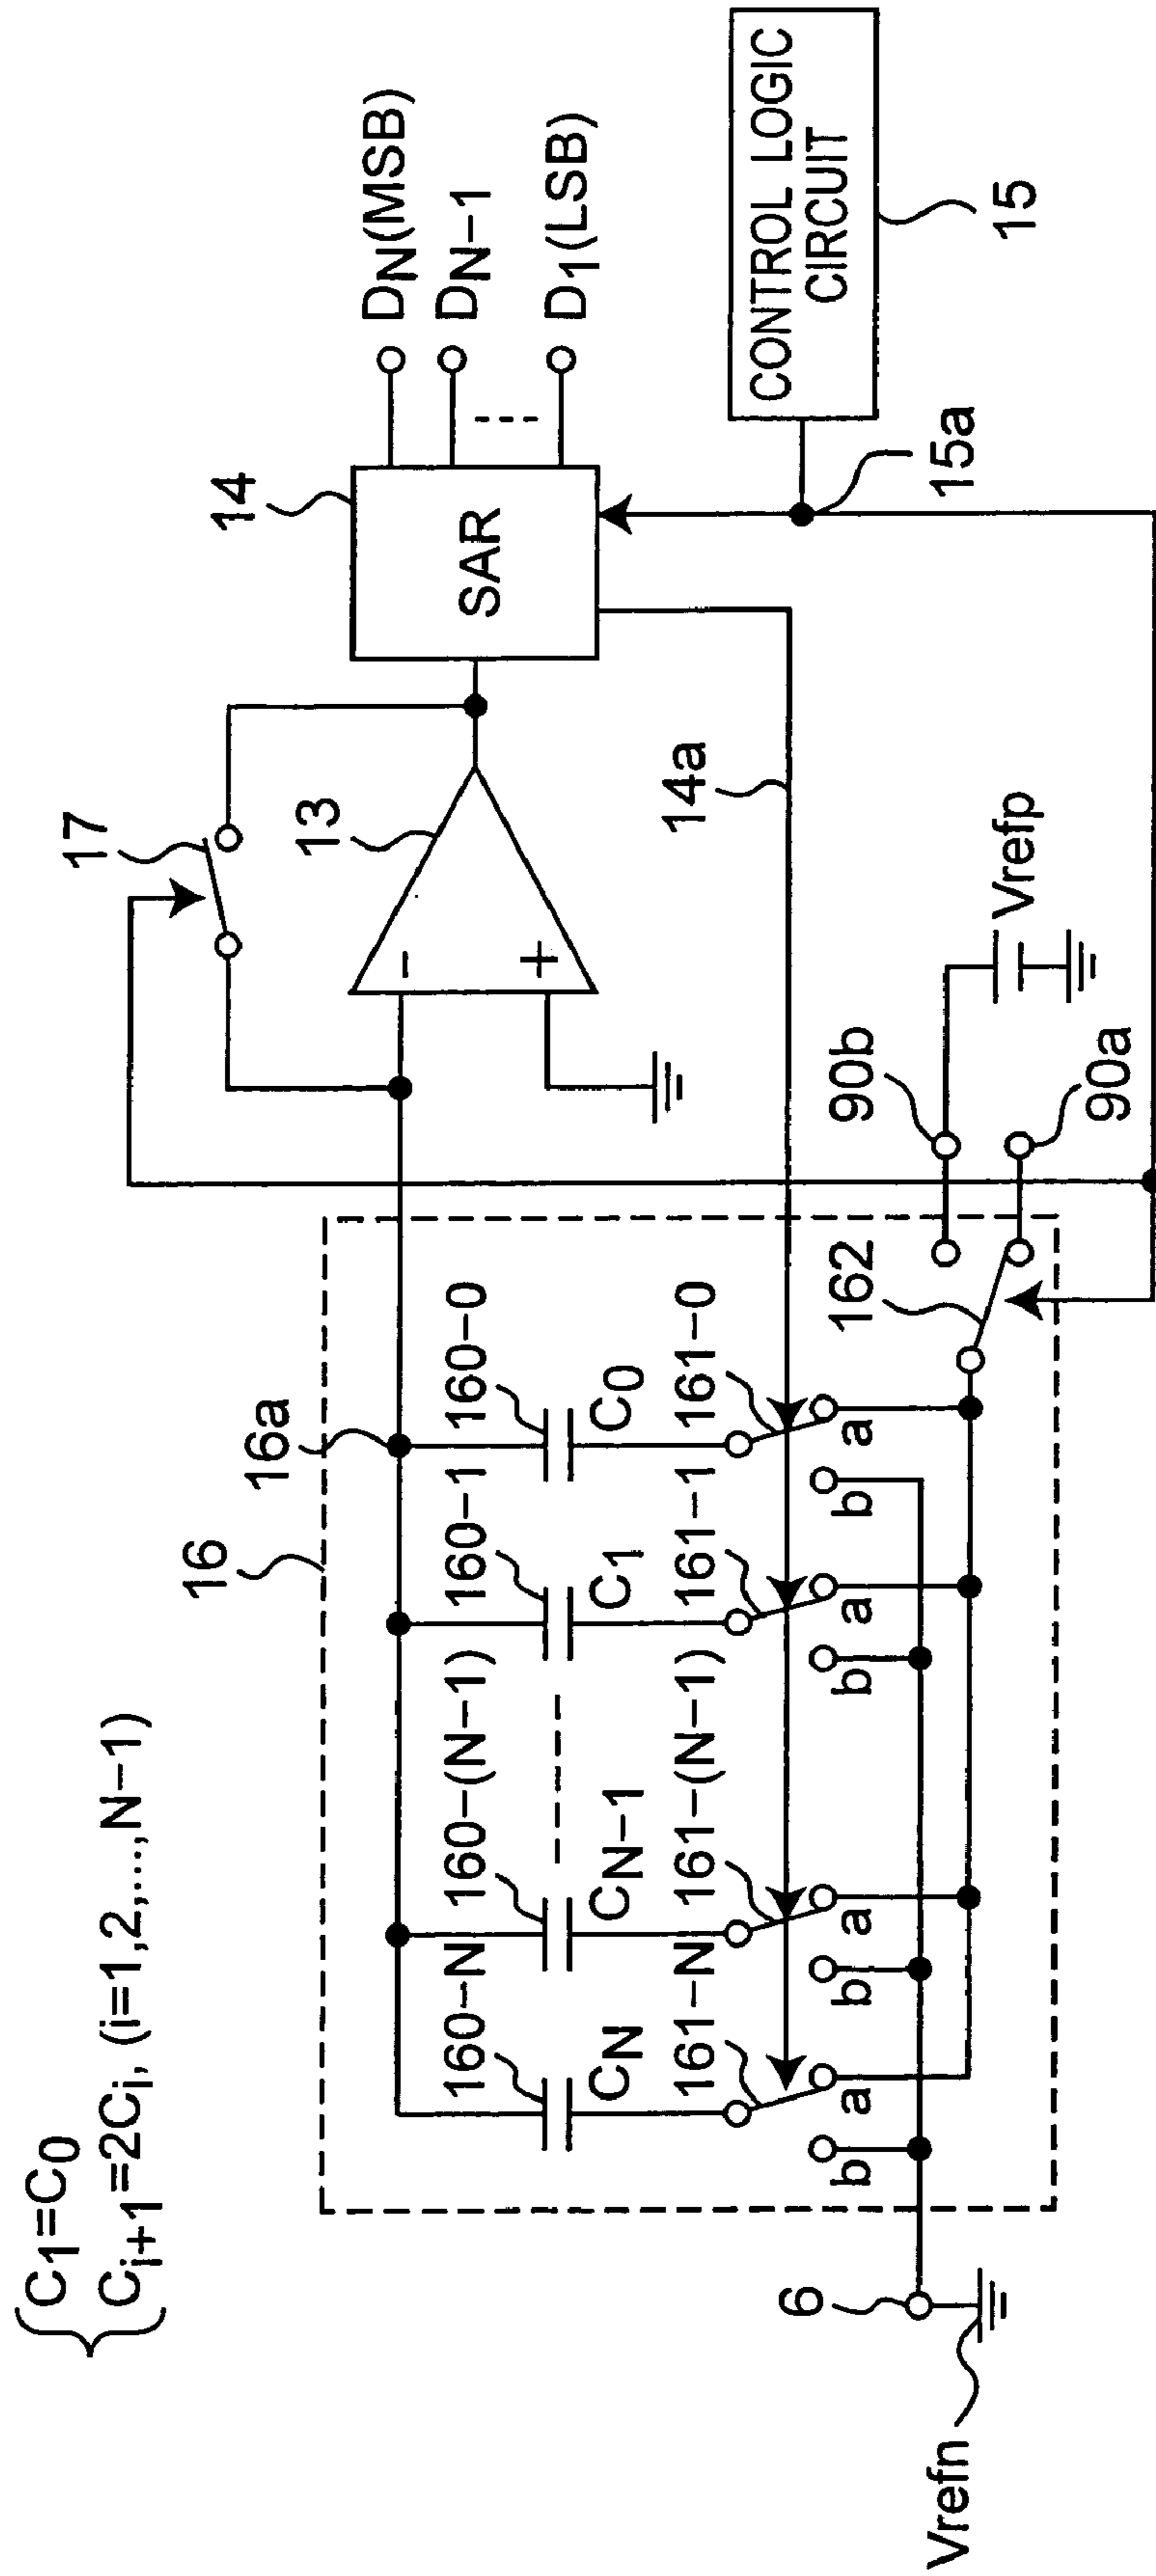 C1=C0
Ci+1=2Ci, (i=1,2,...,N-1)
16
16a
17
13
14
SAR
DN(MSB)
DN-1
D1(LSB)
160-N
160-(N-1)
160-1
160-0
CN
CN-1
C1
C0
161-N
161-(N-1)
161-1
161-0
14a
15a
CONTROL LOGIC
CIRCUIT
15
b
a
b
a
b
a
b
a
6
Vrefn
162
90b
90a
Vrefp
-
+